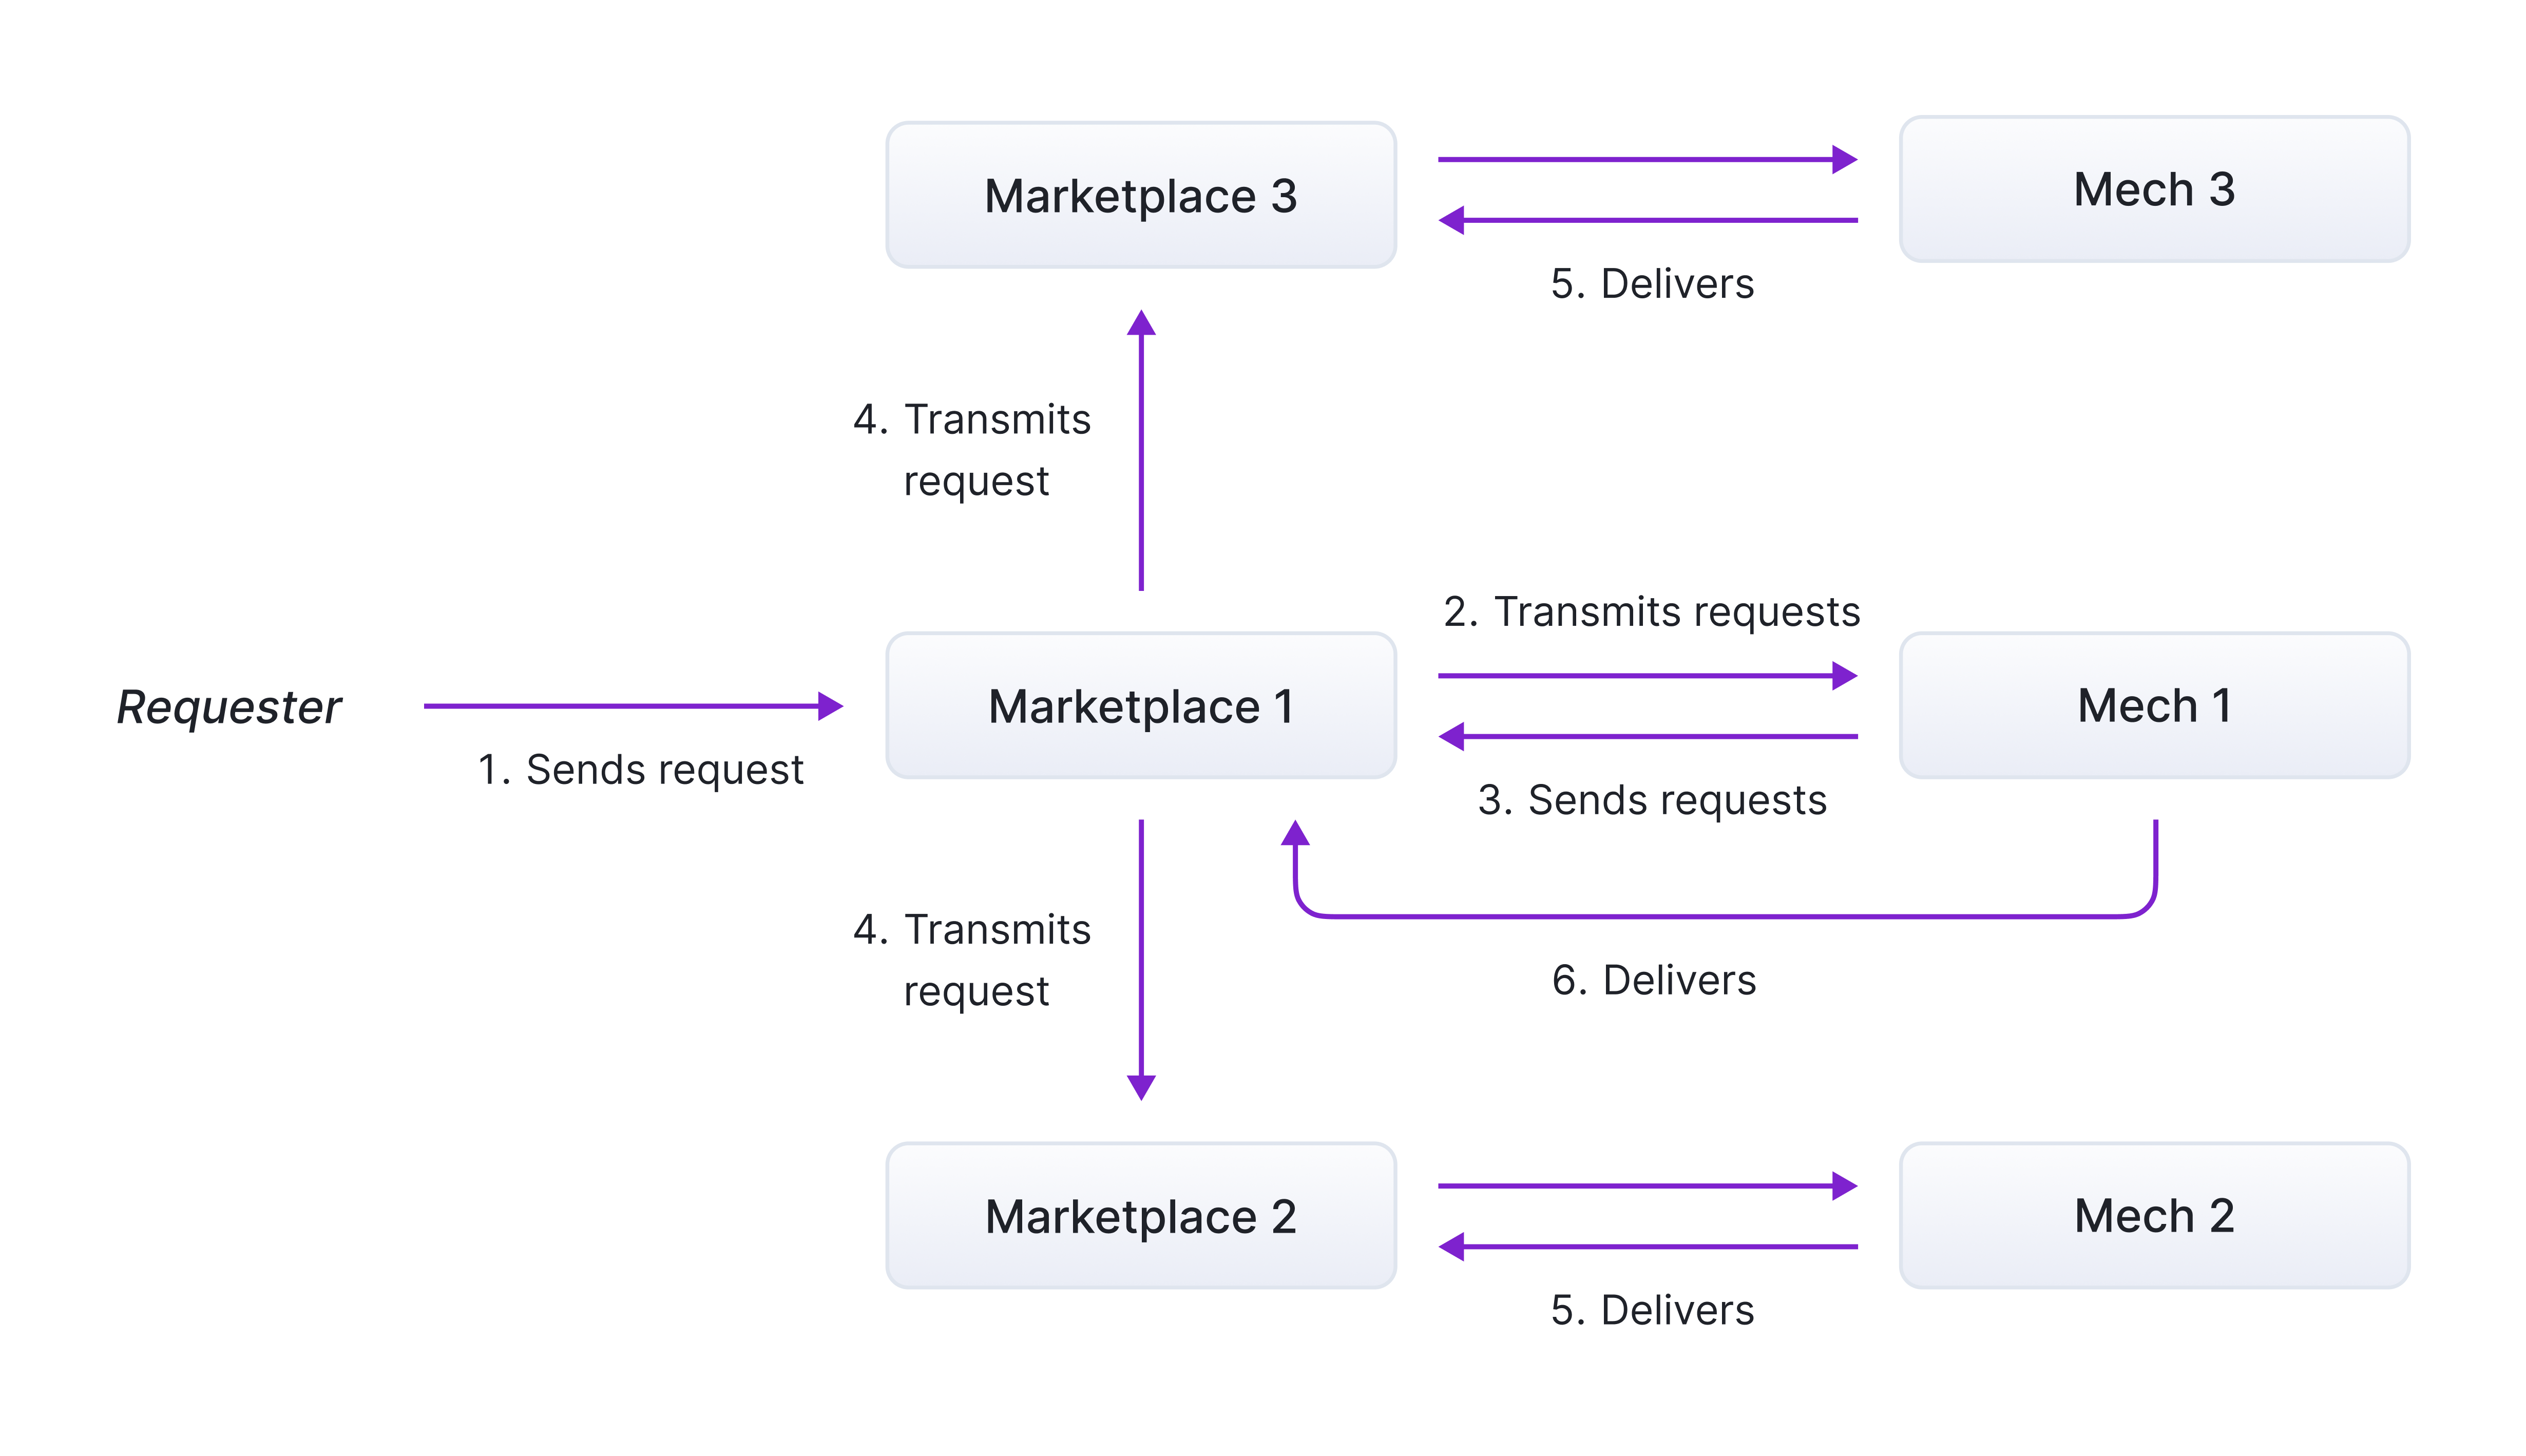 Marketplace 3
Mech 3
5. Delivers
4. Transmits
request
2. Transmits requests
Requester
Marketplace 1
Mech 1
1. Sends request
3. Sends requests
4. Transmits
request
6. Delivers
Marketplace 2
Mech 2
5. Delivers